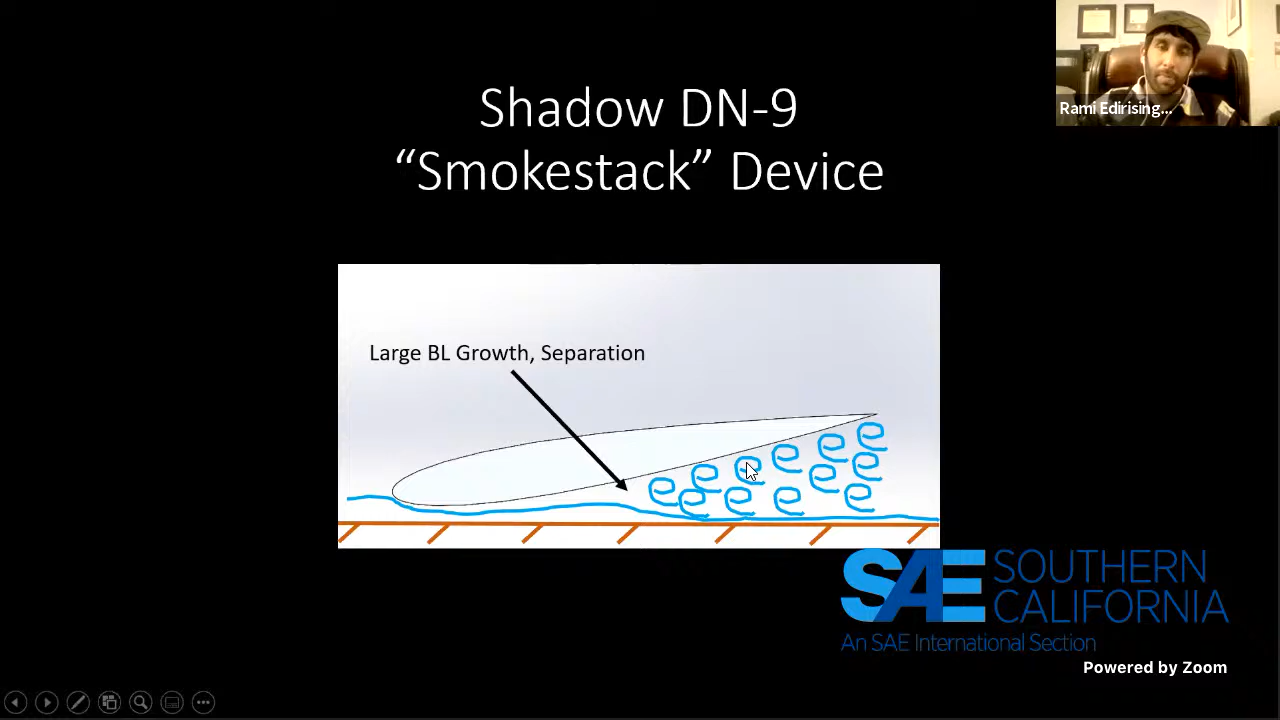 Shadow DN-9
“Smokestack” Device
Rami Edirising...
Large BL Growth, Separation
SAE SOUTHERN
CALIFORNIA
An SAE International Section
Powered by Zoom